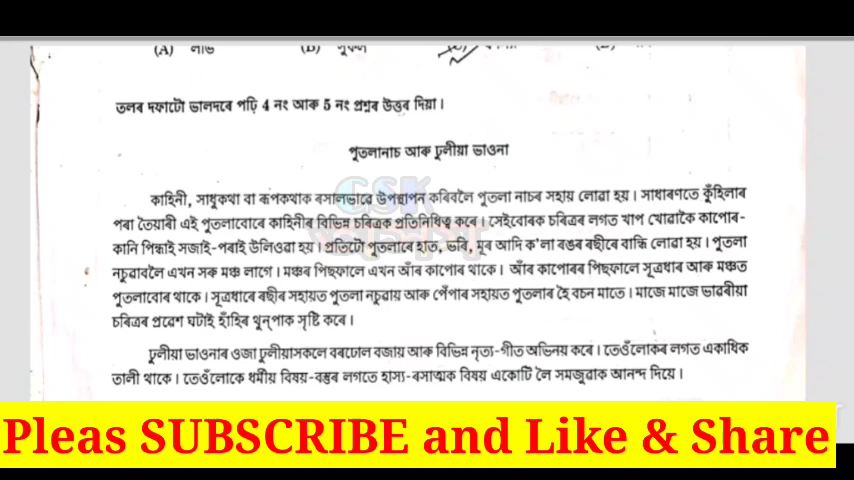 (A) লাভ (B) সুফল
তলৰ দফাটো ভালদৰে পঢ়ি 4 নং আৰু 5 নং প্ৰশ্নৰ উত্তৰ দিয়া।
পুতলানাচ আৰু ঢুলীয়া ভাওনা
কাহিনী, সাধুকথা বা ৰূপকথাক ৰসালভাৱে উপস্থাপন কৰিবলৈ পুতলা নাচৰ সহায় লোৱা হয়। সাধাৰণতে কুঁহিলাৰ
পৰা তৈয়াৰী এই পুতলাবোৰে কাহিনীৰ বিভিন্ন চৰিত্ৰক প্ৰতিনিধিত্ব কৰে। সেইবোৰক চৰিত্ৰৰ লগত খাপ খোৱাকৈ কাপোৰ-
কানি পিন্ধাই সজাই-পৰাই উলিওৱা হয়। প্ৰতিটো পুতলাৰে হাত, ভৰি, মূৰ আদি ক'লা ৰঙৰ ৰছীৰে বান্ধি লোৱা হয়। পুতলা
নচুৱাবলৈ এখন সৰু মঞ্চ লাগে। মঞ্চৰ পিছফালে এখন আঁৰ কাপোৰ থাকে। আঁৰ কাপোৰৰ পিছফালে সূত্ৰধাৰ আৰু মঞ্চত
পুতলাবোৰ থাকে। সূত্ৰধাৰে ৰছীৰ সহায়ত পুতলা নচুৱায় আৰু পেঁপাৰ সহায়ত পুতলাৰ হৈ বচন মাতে। মাজে মাজে ভাৱৰীয়া
চৰিত্ৰৰ প্ৰৱেশ ঘটাই হাঁহিৰ থুনপাক সৃষ্টি কৰে।
ঢুলীয়া ভাওনাৰ ওজা ঢুলীয়াসকলে বৰঢোল বজায় আৰু বিভিন্ন নৃত্য-গীত অভিনয় কৰে। তেওঁলোকৰ লগত একাধিক
তালী থাকে। তেওঁলোকে ধৰ্মীয় বিষয়-বস্তুৰ লগতে হাস্য-ৰসাত্মক বিষয় একোটি লৈ সমজুৱাক আনন্দ দিয়ে।
CSK
Pleas SUBSCRIBE and Like & Share